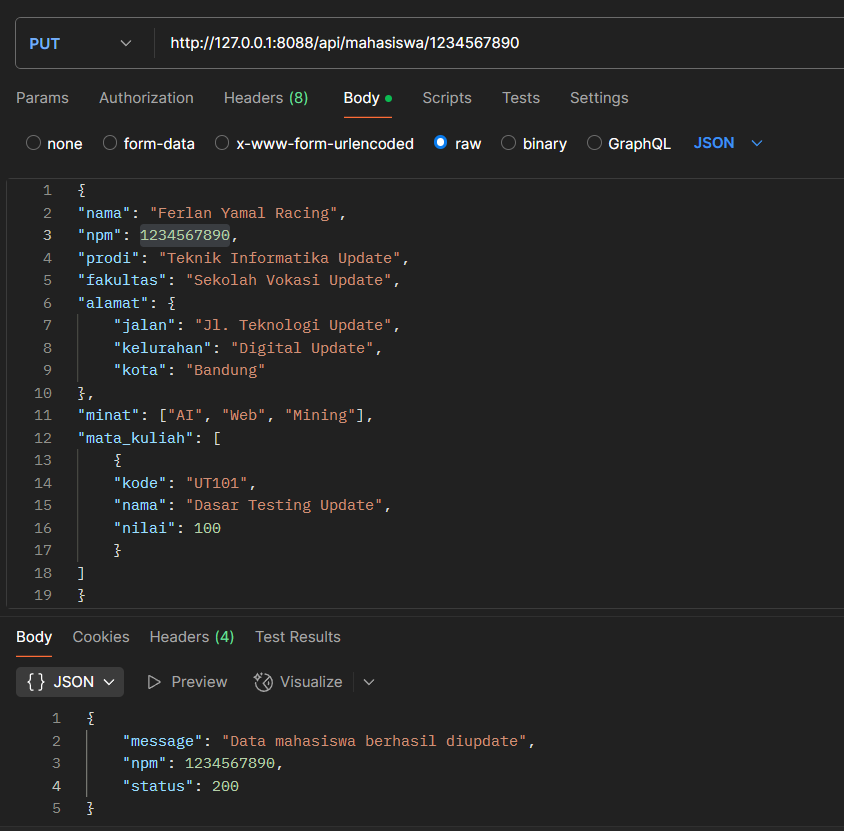 PUT http://127.0.0.1:8088/api/mahasiswa/1234567890
Params Authorization Headers (8) Body Scripts Tests Settings
none form-data x-www-form-urlencoded raw binary GraphQL JSON
1 {
2 "nama": "Ferlan Yamal Racing",
3 "npm": 1234567890,
4 "prodi": "Teknik Informatika Update",
5 "fakultas": "Sekolah Vokasi Update",
6 "alamat": {
7 "jalan": "Jl. Teknologi Update",
8 "kelurahan": "Digital Update",
9 "kota": "Bandung"
10 },
11 "minat": ["AI", "Web", "Mining"],
12 "mata_kuliah": [
13 {
14 "kode": "UT101",
15 "nama": "Dasar Testing Update",
16 "nilai": 100
17 }
18 ]
19 }
Body Cookies Headers (4) Test Results
{} JSON Preview Visualize
1 {
2 "message": "Data mahasiswa berhasil diupdate",
3 "npm": 1234567890,
4 "status": 200
5 }